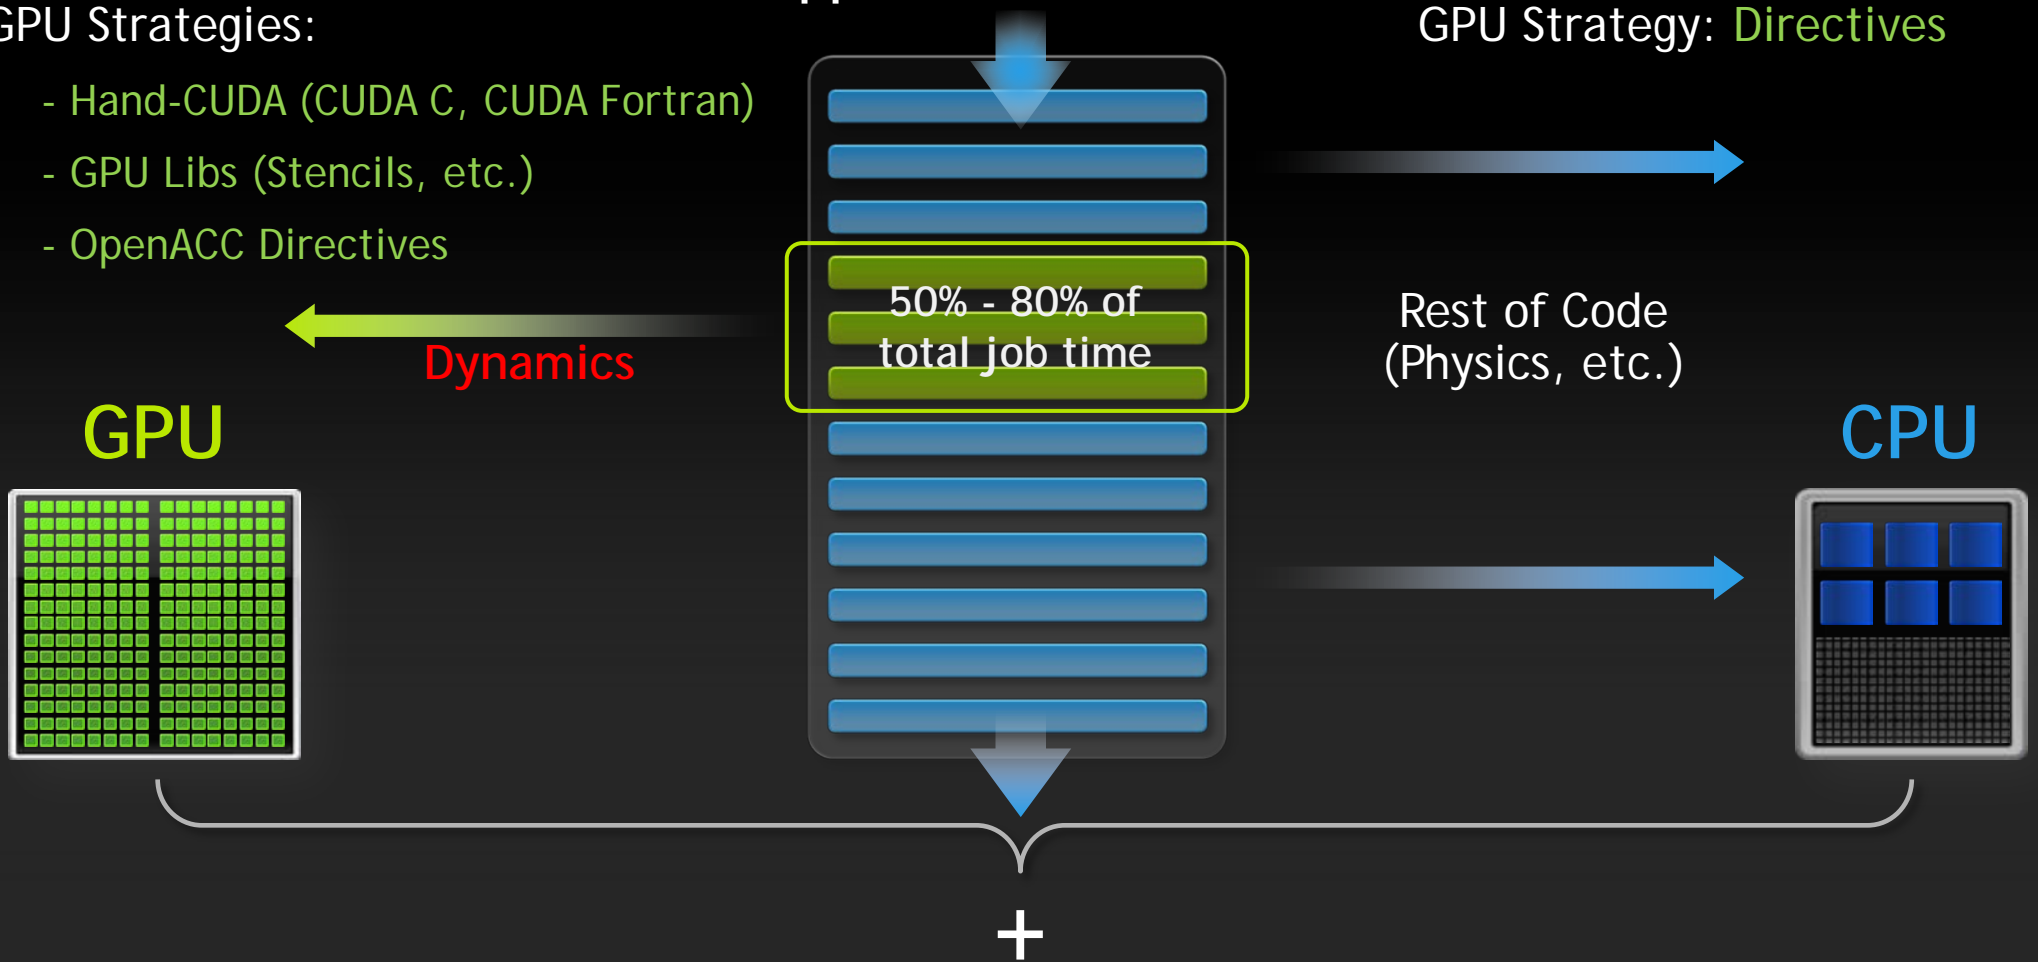 GPU Strategies:
- Hand-CUDA (CUDA C, CUDA Fortran)
- GPU Libs (Stencils, etc.)
- OpenACC Directives
Dynamics
GPU
50% - 80% of
total job time
GPU Strategy: Directives
Rest of Code
(Physics, etc.)
CPU
+